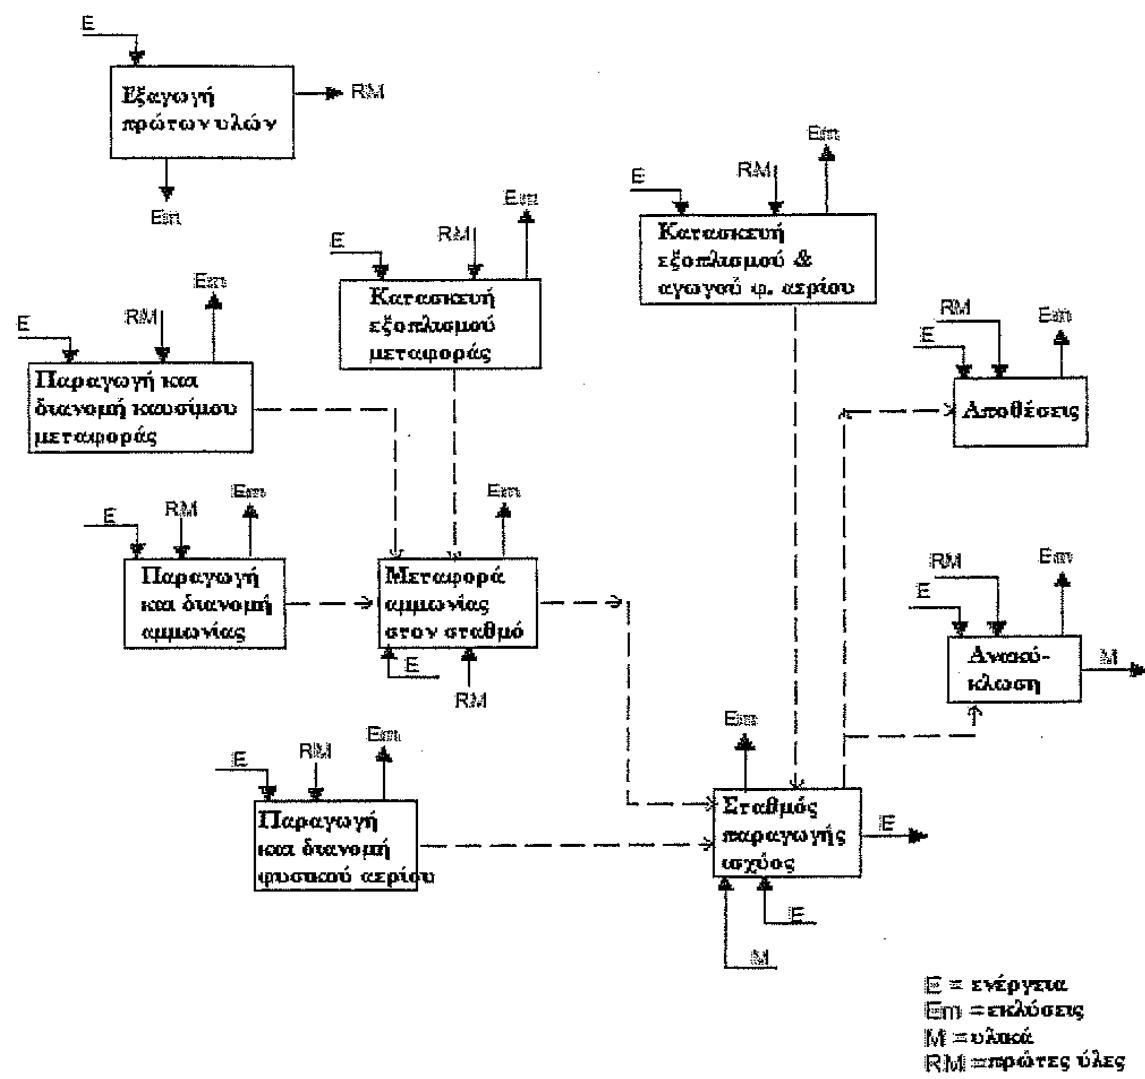 E
Εξαγωγή
πρώτων υλών
RM
Em
E
RM
Em
Κατασκευή
εξοπλισμού &
αγωγού φ. αερίου
E
RM
Em
Κατασκευή
εξοπλισμού
μεταφοράς
E
RM
Em
Παραγωγή και
διανομή καυσίμου
μεταφοράς
RM
E
Em
Αποθέσεις
E
RM
Em
Παραγωγή
και διανομή
αμμωνίας
Em
Μεταφορά
αμμωνίας
στον σταθμό
E
RM
RM
E
Em
Ανακύ-
κλωση
M
E
RM
Em
Παραγωγή
και διανομή
φυσικού αερίου
Em
Σταθμός
παραγωγής
ισχύος
E
E
M
E = ενέργεια
Em =εκλύσεις
M =υλικά
RM =πρώτες ύλες